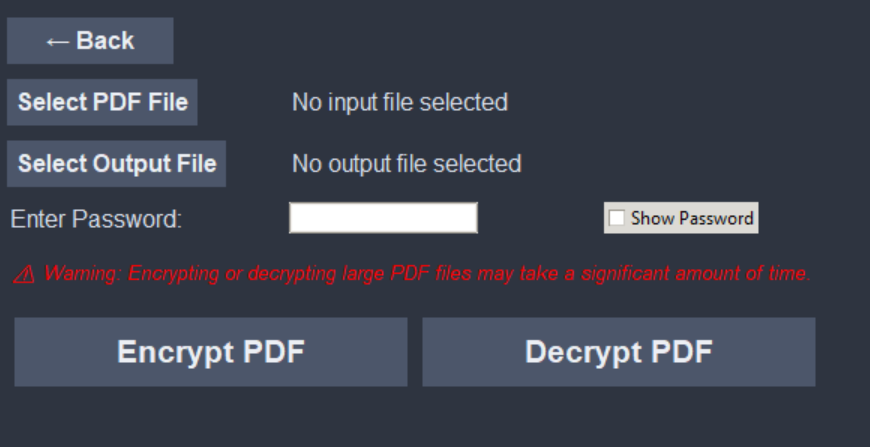 ← Back
Select PDF File No input file selected
Select Output File No output file selected
Enter Password: Show Password
⚠ Warning: Encrypting or decrypting large PDF files may take a significant amount of time.
Encrypt PDF Decrypt PDF